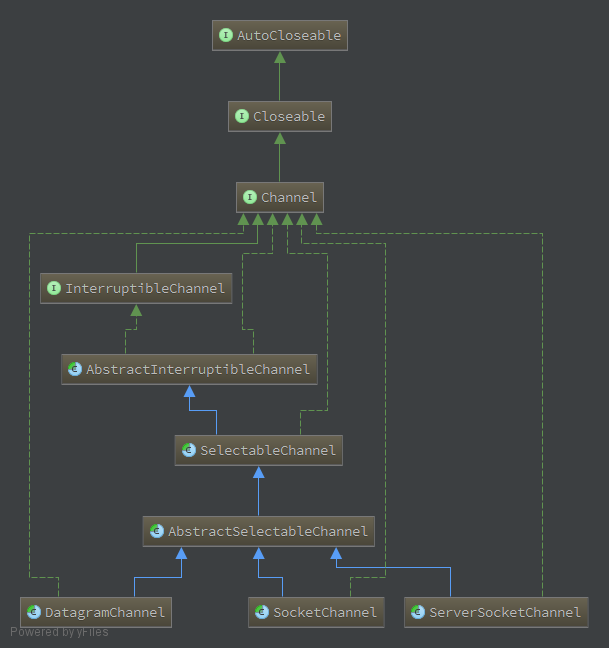 AutoCloseable
Closeable
Channel
InterruptibleChannel
AbstractInterruptibleChannel
SelectableChannel
AbstractSelectableChannel
DatagramChannel
SocketChannel
ServerSocketChannel
Powered by yFiles